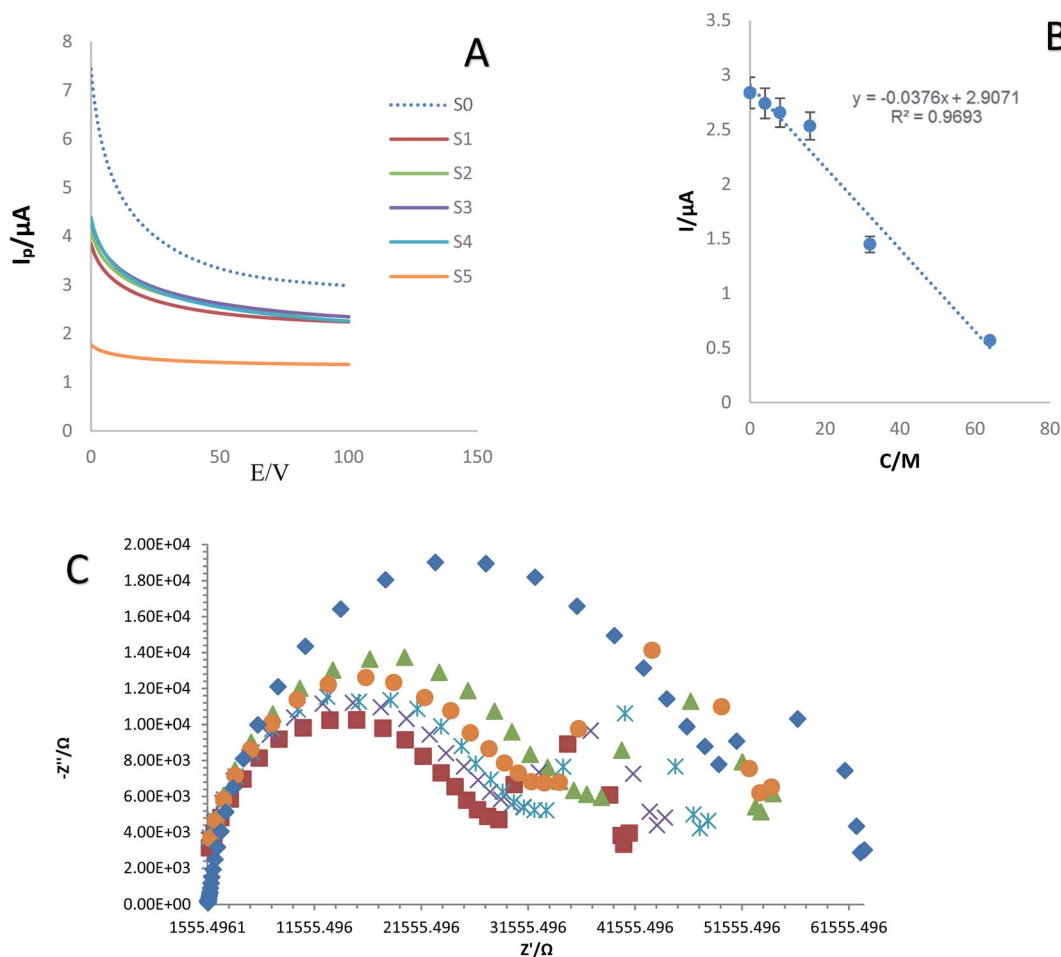 A
8
7
6
5
4
3
2
1
0
0 50 100 150
E/V
Ip/μA
S0
S1
S2
S3
S4
S5
B
3.5
3
2.5
2
1.5
1
0.5
0
0 20 40 60 80
C/M
I/μA
y = -0.0376x + 2.9071
R² = 0.9693
C
2.00E+04
1.80E+04
1.60E+04
1.40E+04
1.20E+04
1.00E+04
8.00E+03
6.00E+03
4.00E+03
2.00E+03
0.00E+00
1555.4961 11555.496 21555.496 31555.496 41555.496 51555.496 61555.496
Z'/Ω
-Z''/Ω